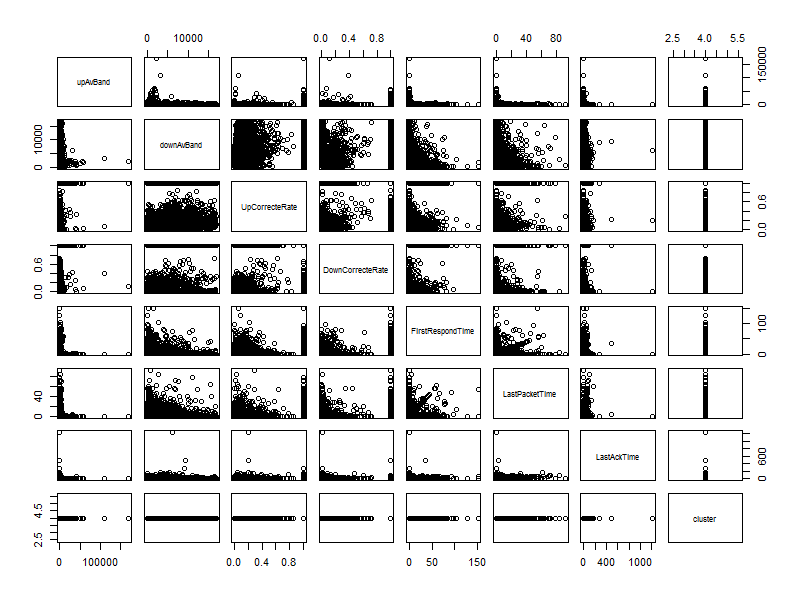 0 10000 0.0 0.4 0.8 0 40 80 2.5 4.0 5.5
upAvBand 0 150000
0 10000 downAvBand
UpCorrecteRate 0.0 0.6
0.0 0.6 DownCorrecteRate
FirstRespondTime 0 100
0 40 LastPacketTime
LastAckTime 0 600
2.5 4.5 cluster
0 100000 0.0 0.4 0.8 0 50 150 0 400 1000